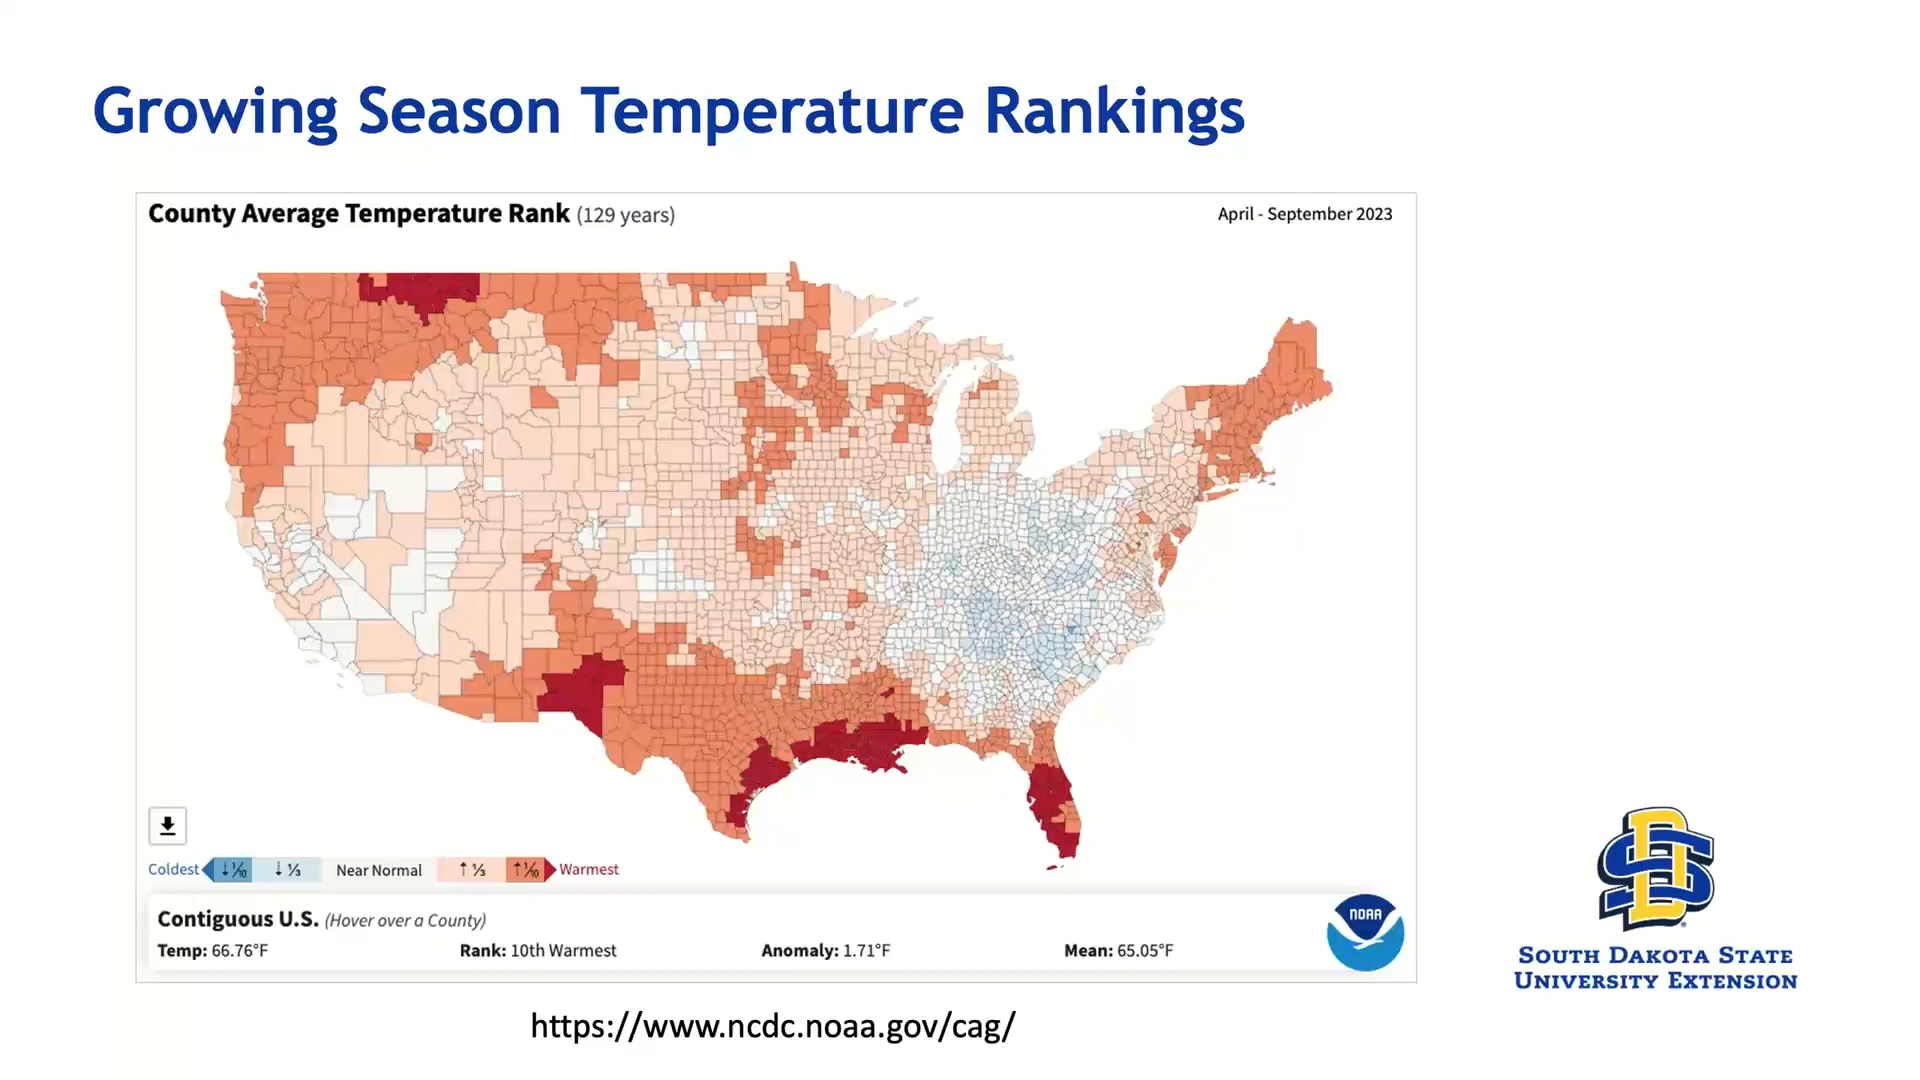 Growing Season Temperature Rankings
County Average Temperature Rank (129 years)
April - September 2023
Coldest ↓⅒ ↓⅓ Near Normal ↑⅓ ↑⅒ Warmest
Contiguous U.S. (Hover over a County)
Temp: 66.76°F Rank: 10th Warmest Anomaly: 1.71°F Mean: 65.05°F
NOAA
SOUTH DAKOTA STATE
UNIVERSITY EXTENSION
https://www.ncdc.noaa.gov/cag/